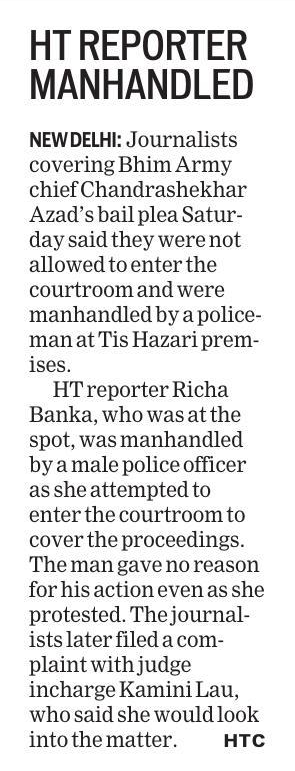 HT REPORTER
MANHANDLED
NEW DELHI: Journalists
covering Bhim Army
chief Chandrashekhar
Azad's bail plea Satur-
day said they were not
allowed to enter the
courtroom and were
manhandled by a police-
man at Tis Hazari prem-
ises.
HT reporter Richa
Banka, who was at the
spot, was manhandled
by a male police officer
as she attempted to
enter the courtroom to
cover the proceedings.
The man gave no reason
for his action even as she
protested. The journal-
ists later filed a com-
plaint with judge
incharge Kamini Lau,
who said she would look
into the matter. HTC